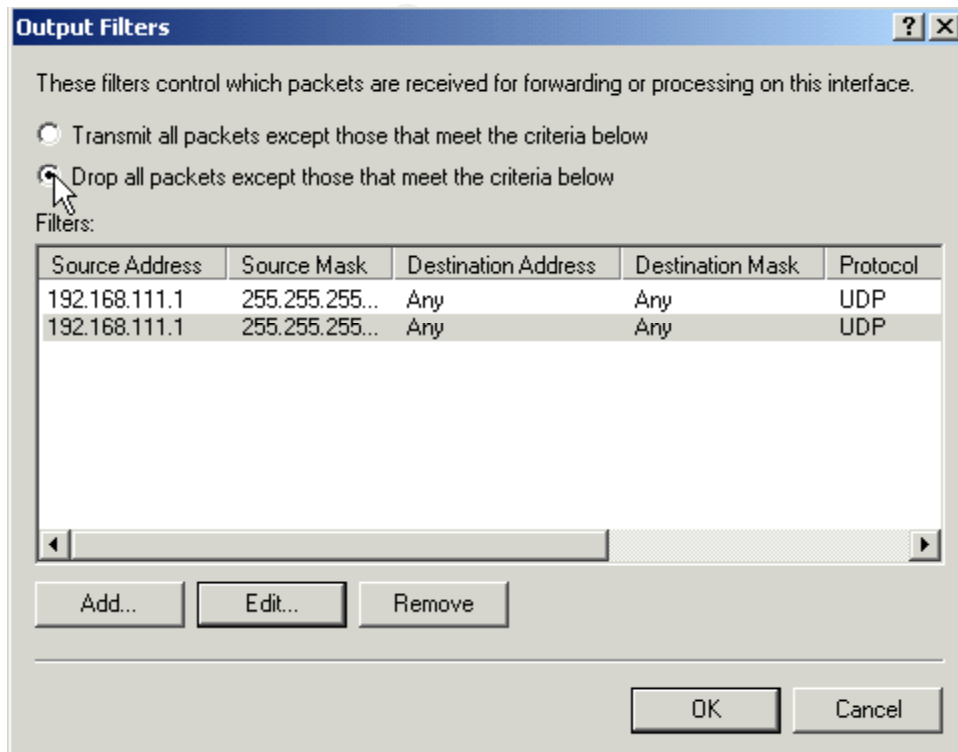 Output Filters
These filters control which packets are received for forwarding or processing on this interface.
Transmit all packets except those that meet the criteria below
Drop all packets except those that meet the criteria below
Filters:
Source Address Source Mask Destination Address Destination Mask Protocol
192.168.111.1 255.255.255... Any Any UDP
192.168.111.1 255.255.255... Any Any UDP
Add... Edit... Remove
OK Cancel